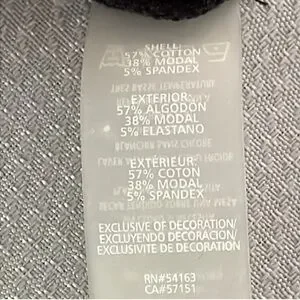 SHELL:
57% COTTON
38% MODAL
5% SPANDEX
EXTERIOR:
57% ALGODON
38% MODAL
5% ELASTANO
EXTÉRIEUR:
57% COTON
38% MODAL
5% SPANDEX
EXCLUSIVE OF DECORATION/
EXCLUYENDO DECORACION/
EXCLUSIVITE DE DECORATION
RN#54163
CA#57151